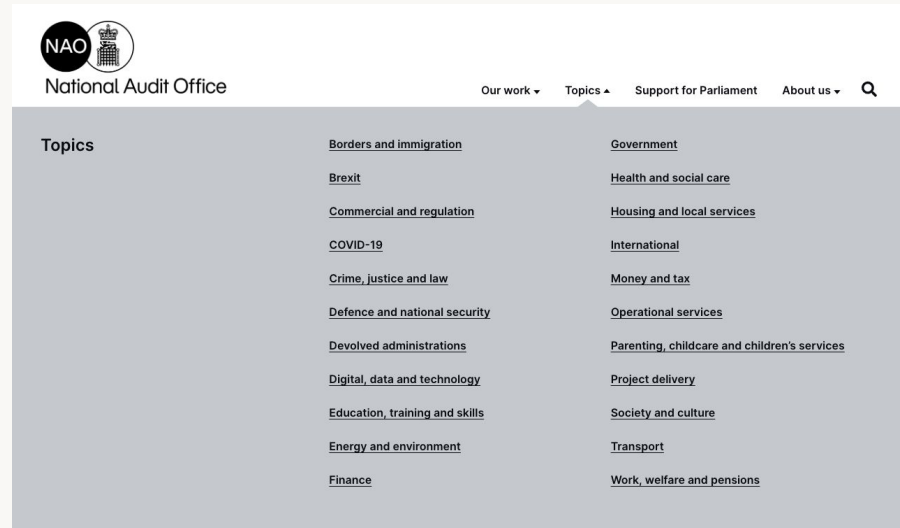 NAO
National Audit Office
Our work
Topics
Support for Parliament
About us
Topics
Borders and immigration
Brexit
Commercial and regulation
COVID-19
Crime, justice and law
Defence and national security
Devolved administrations
Digital, data and technology
Education, training and skills
Energy and environment
Finance
Government
Health and social care
Housing and local services
International
Money and tax
Operational services
Parenting, childcare and children’s services
Project delivery
Society and culture
Transport
Work, welfare and pensions